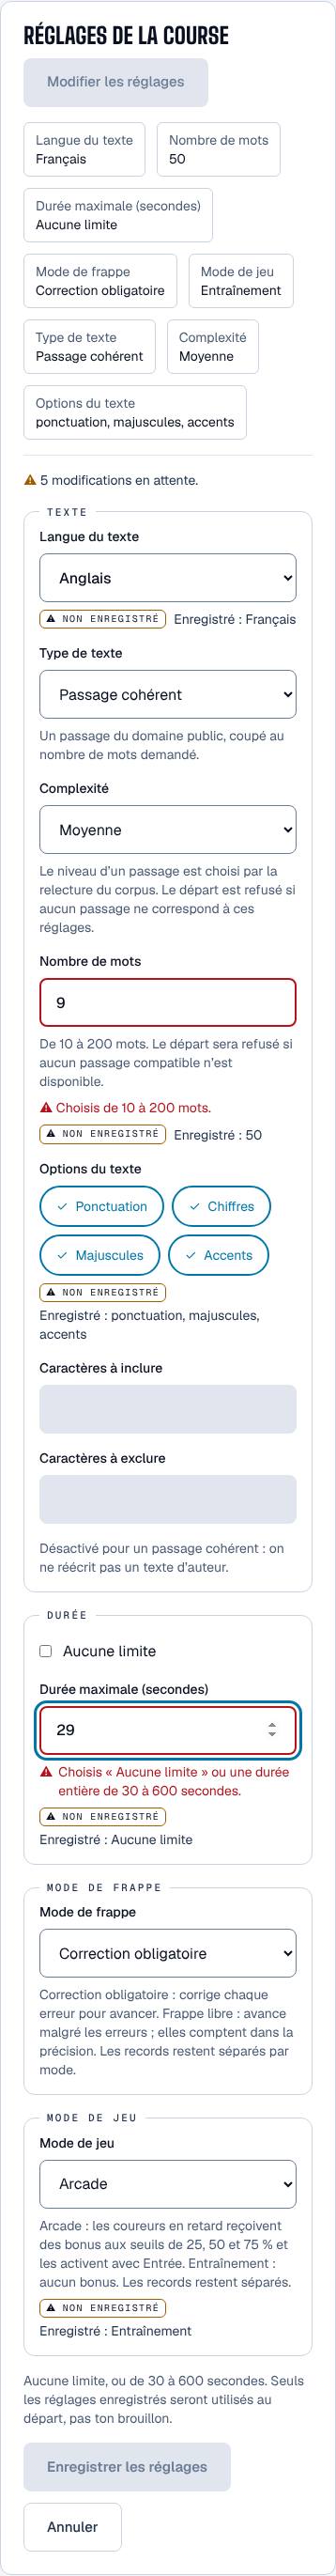 RÉGLAGES DE LA COURSE
Modifier les réglages
Langue du texte
Français
Nombre de mots
50
Durée maximale (secondes)
Aucune limite
Mode de frappe
Correction obligatoire
Mode de jeu
Entraînement
Type de texte
Passage cohérent
Complexité
Moyenne
Options du texte
ponctuation, majuscules, accents
⚠ 5 modifications en attente.
TEXTE
Langue du texte
Anglais
⚠ NON ENREGISTRÉ Enregistré : Français
Type de texte
Passage cohérent
Un passage du domaine public, coupé au
nombre de mots demandé.
Complexité
Moyenne
Le niveau d’un passage est choisi par la
relecture du corpus. Le départ est refusé si
aucun passage ne correspond à ces
réglages.
Nombre de mots
9
De 10 à 200 mots. Le départ sera refusé si
aucun passage compatible n’est
disponible.
⚠ Choisis de 10 à 200 mots.
⚠ NON ENREGISTRÉ Enregistré : 50
Options du texte
✓ Ponctuation ✓ Chiffres
✓ Majuscules ✓ Accents
⚠ NON ENREGISTRÉ
Enregistré : ponctuation, majuscules,
accents
Caractères à inclure
Caractères à exclure
Désactivé pour un passage cohérent : on
ne réécrit pas un texte d’auteur.
DURÉE
Aucune limite
Durée maximale (secondes)
29
⚠ Choisis « Aucune limite » ou une durée
entière de 30 à 600 secondes.
⚠ NON ENREGISTRÉ
Enregistré : Aucune limite
MODE DE FRAPPE
Mode de frappe
Correction obligatoire
Correction obligatoire : corrige chaque
erreur pour avancer. Frappe libre : avance
malgré les erreurs ; elles comptent dans la
précision. Les records restent séparés par
mode.
MODE DE JEU
Mode de jeu
Arcade
Arcade : les coureurs en retard reçoivent
des bonus aux seuils de 25, 50 et 75 % et
les activent avec Entrée. Entraînement :
aucun bonus. Les records restent séparés.
⚠ NON ENREGISTRÉ
Enregistré : Entraînement
Aucune limite, ou de 30 à 600 secondes. Seuls
les réglages enregistrés seront utilisés au
départ, pas ton brouillon.
Enregistrer les réglages
Annuler